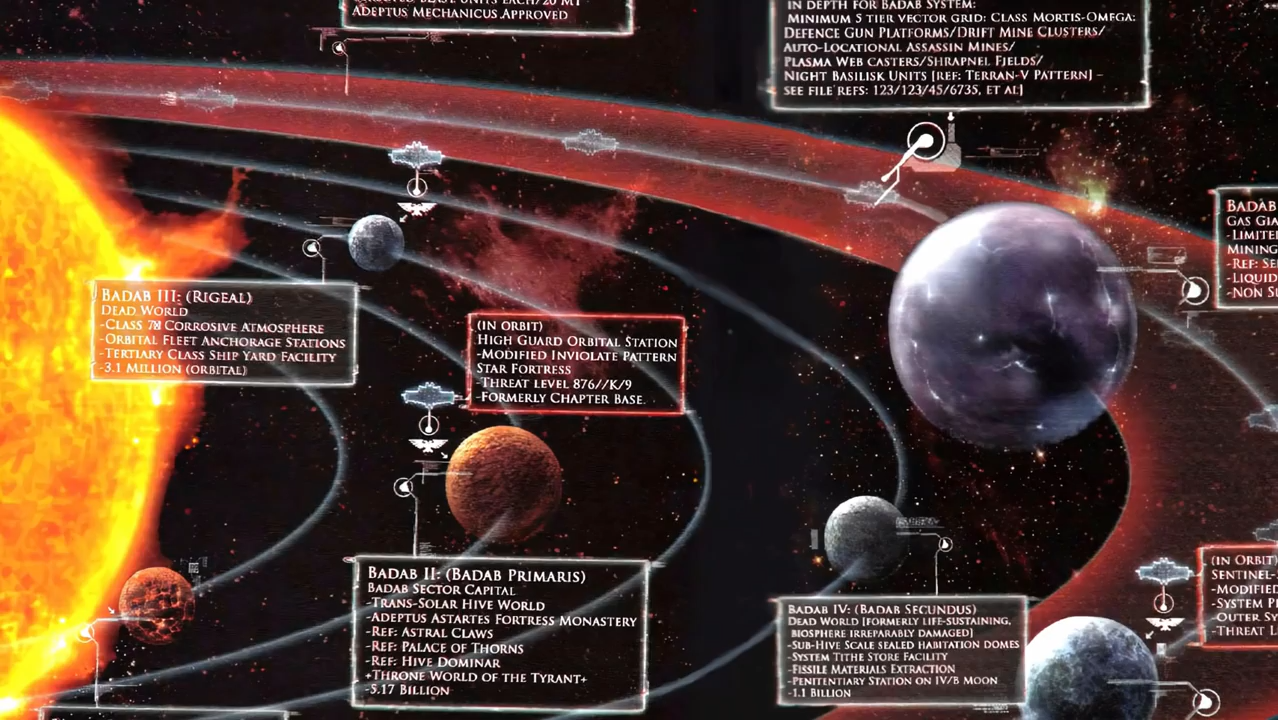 ADEPTUS MECHANICUS APPROVED
IN DEPTH FOR BADAB SYSTEM:
MINIMUM 5 TIER VECTOR GRID: CLASS MORTIS-OMEGA:
DEFENCE GUN PLATFORMS/DRIFT MINE CLUSTERS/
AUTO-LOCATIONAL ASSASSIN MINES/
PLASMA WEB CASTERS/SHRAPNEL FIELDS/
NIGHT BASILISK UNITS [REF: TERRAN-V PATTERN] –
SEE FILE REFS: 123/123/45/6735, ET AL]
BADAB
GAS GIA
-LIMITE
MINING
-REF: SE
-LIQUID
-NON S
BADAB III: (RIGEAL)
DEAD WORLD
-CLASS 78 CORROSIVE ATMOSPHERE
-ORBITAL FLEET ANCHORAGE STATIONS
-TERTIARY CLASS SHIP YARD FACILITY
-3.1 MILLION (ORBITAL)
(IN ORBIT)
HIGH GUARD ORBITAL STATION
-MODIFIED INVIOLATE PATTERN
STAR FORTRESS
-THREAT LEVEL 876//K/9
-FORMERLY CHAPTER BASE.
BADAB II: (BADAB PRIMARIS)
BADAB SECTOR CAPITAL
-TRANS-SOLAR HIVE WORLD
-ADEPTUS ASTARTES FORTRESS MONASTERY
-REF: ASTRAL CLAWS
-REF: PALACE OF THORNS
-REF: HIVE DOMINAR
+THRONE WORLD OF THE TYRANT+
-5.17 BILLION
BADAB IV: (BADAB SECUNDUS)
DEAD WORLD [FORMERLY LIFE-SUSTAINING,
BIOSPHERE IRREPARABLY DAMAGED]
-SUB-HIVE SCALE SEALED HABITATION DOMES
-SYSTEM TITHE STORE FACILITY
-FISSILE MATERIALS EXTRACTION
-PENITENTIARY STATION ON IV/B MOON
-1.1 BILLION
(IN ORBIT)
SENTINEL-
-MODIFIED
-SYSTEM P
-OUTER SY
-THREAT L